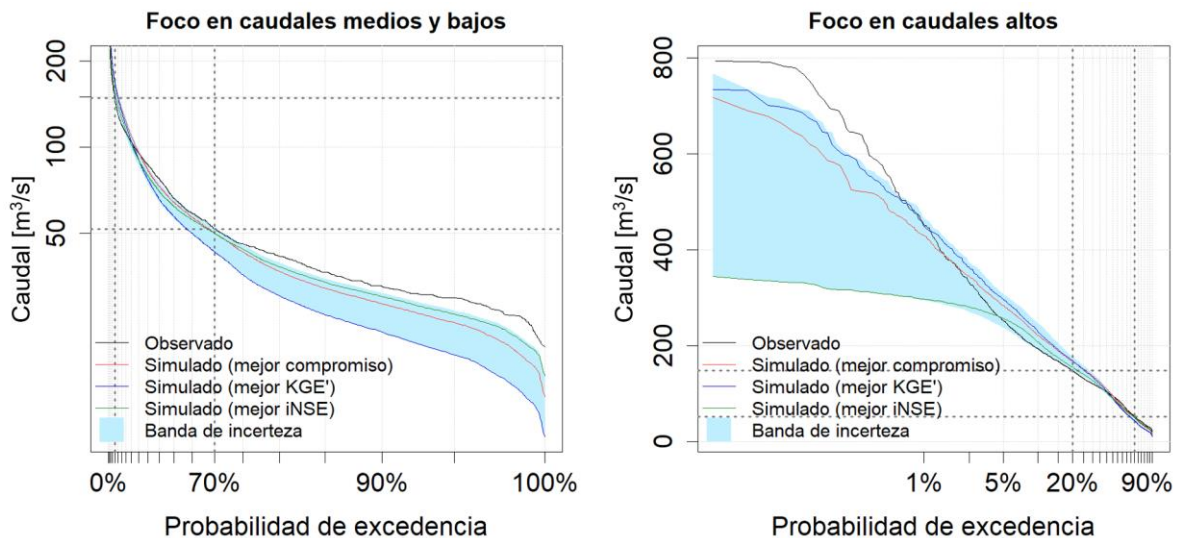 Foco en caudales medios y bajos
Caudal [m³/s]
200
100
50
Observado
Simulado (mejor compromiso)
Simulado (mejor KGE')
Simulado (mejor iNSE)
Banda de incerteza
0% 70% 90% 100%
Probabilidad de excedencia
Foco en caudales altos
Caudal [m³/s]
800
600
400
200
0
Observado
Simulado (mejor compromiso)
Simulado (mejor KGE')
Simulado (mejor iNSE)
Banda de incerteza
1% 5% 20% 90%
Probabilidad de excedencia